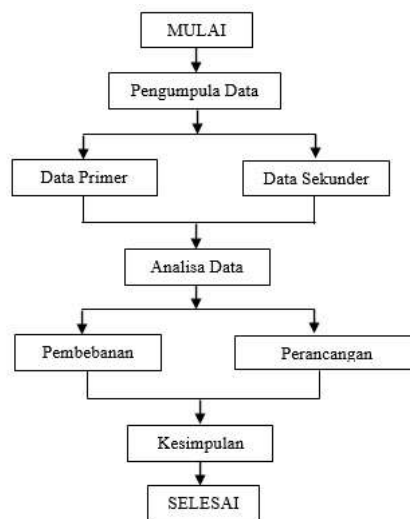 MULAI
Pengumpula Data
Data Primer
Data Sekunder
Analisa Data
Pembebanan
Perancangan
Kesimpulan
SELESAI